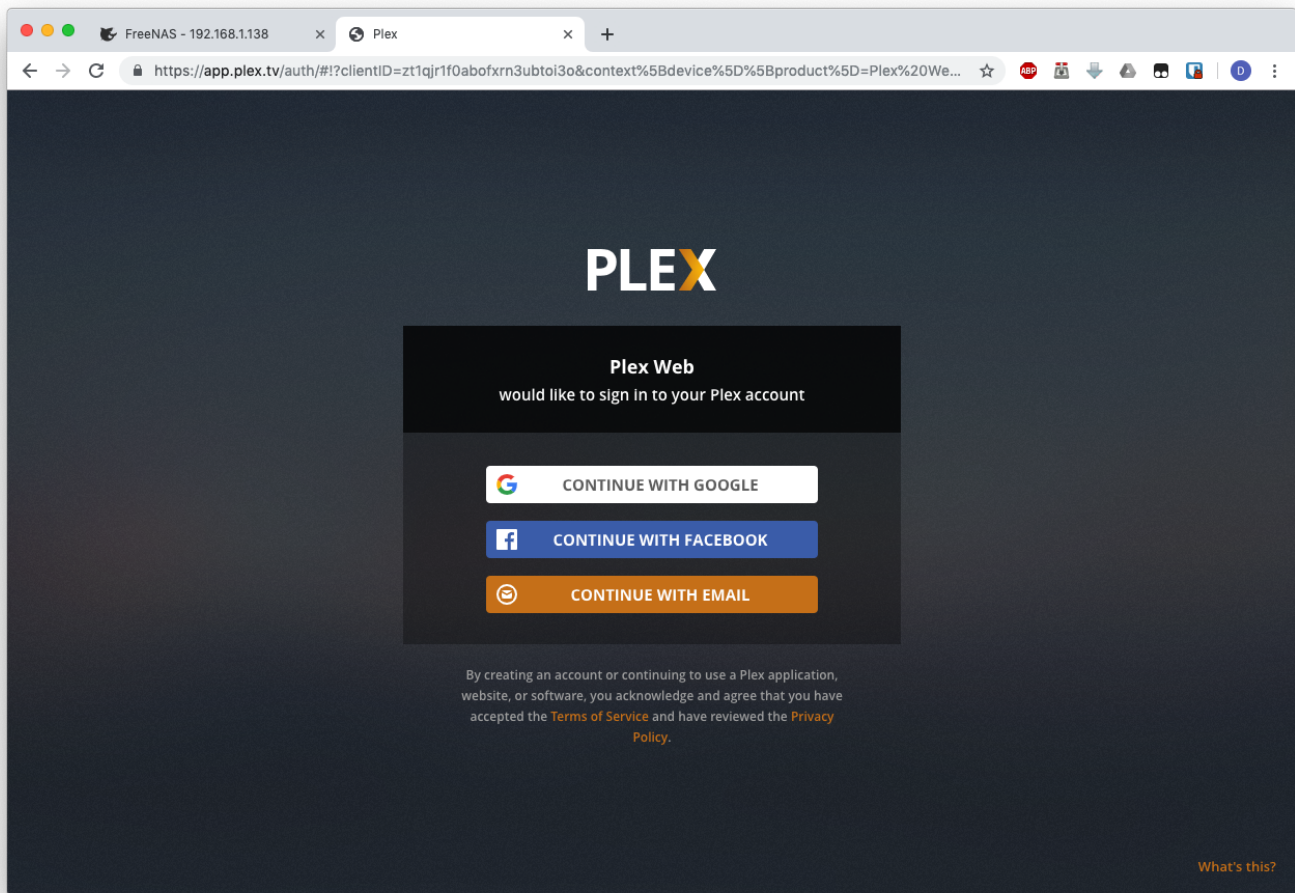 FreeNAS - 192.168.1.138
Plex
https://app.plex.tv/auth/#!?clientID=zt1qjr1f0abofxrn3ubtoi3o&context%5Bdevice%5D%5Bproduct%5D=Plex%20We...
ABP
D
PLEX
Plex Web
would like to sign in to your Plex account
CONTINUE WITH GOOGLE
CONTINUE WITH FACEBOOK
CONTINUE WITH EMAIL
By creating an account or continuing to use a Plex application,
website, or software, you acknowledge and agree that you have
accepted the Terms of Service and have reviewed the Privacy
Policy.
What's this?